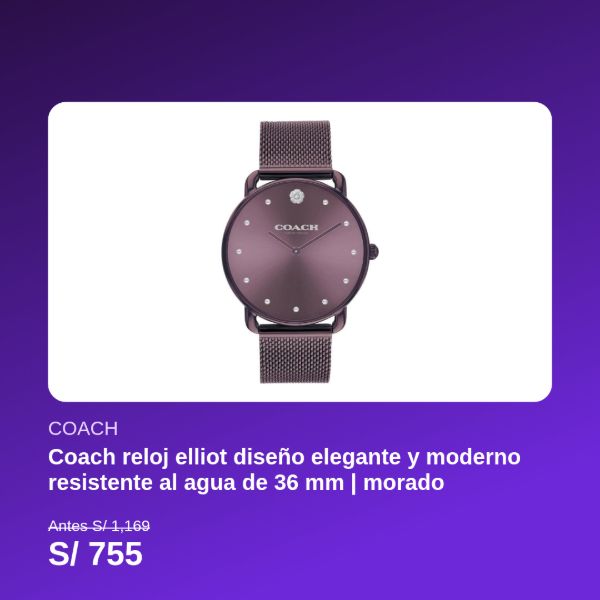 COACH
COACH
Coach reloj elliot diseño elegante y moderno
resistente al agua de 36 mm | morado
Antes S/ 1,169
S/ 755